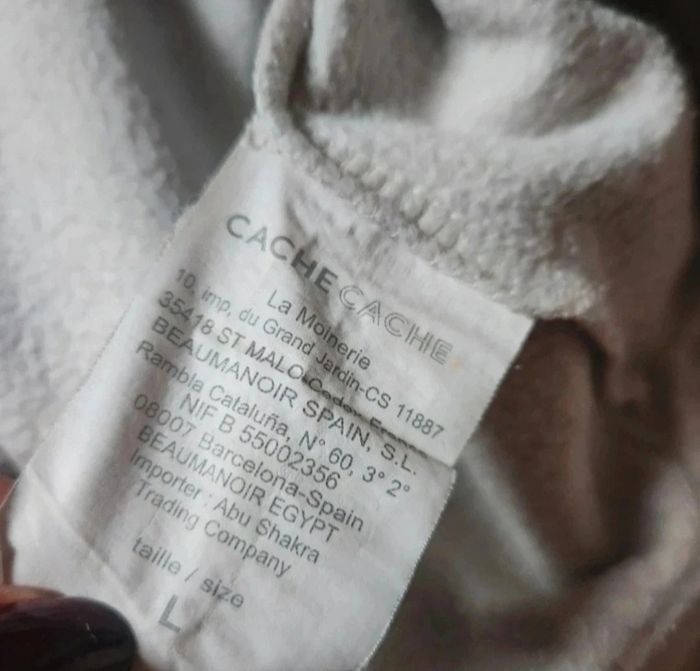 CACHE CACHE
La Moinerie
10, imp, du Grand Jardin-CS 11887
35418 ST MALO Cedex
BEAUMANOIR SPAIN, S.L.
Rambla Cataluña, N° 60, 3° 2°
NIF B 55002356
08007 Barcelona-Spain
BEAUMANOIR EGYPT
Importer : Abu Shakra
Trading Company
taille / size
L